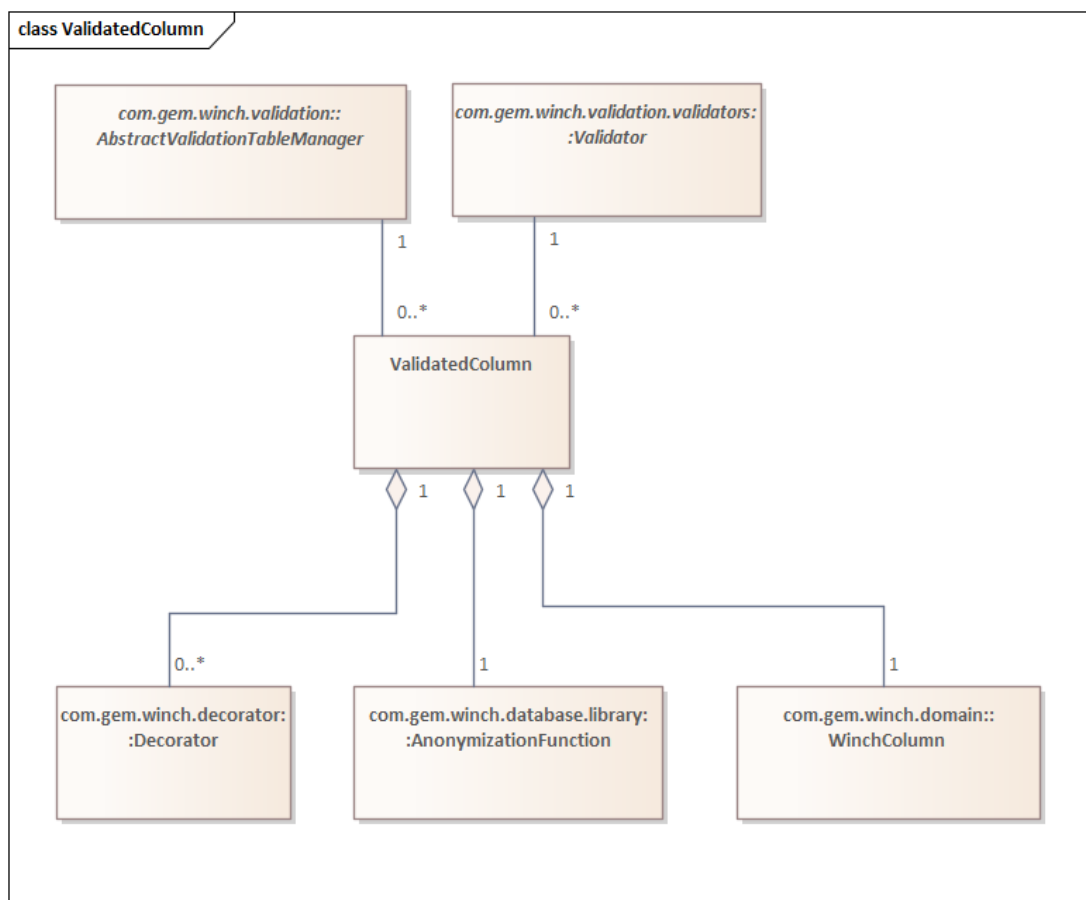 class ValidatedColumn
com.gem.winch.validation::
AbstractValidationTableManager
com.gem.winch.validation.validators:
:Validator
1
1
0..*
0..*
ValidatedColumn
1
1
1
0..*
1
1
com.gem.winch.decorator:
:Decorator
com.gem.winch.database.library:
:AnonymizationFunction
com.gem.winch.domain::
WinchColumn